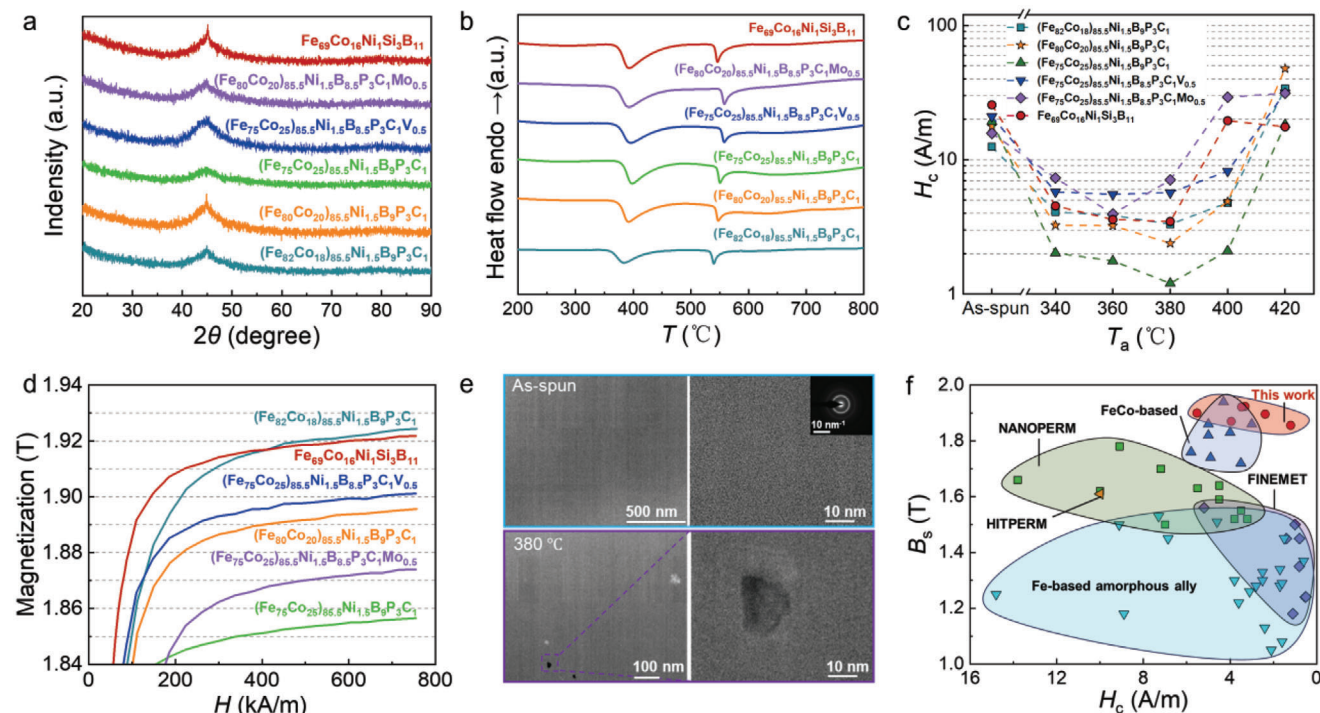 a
Indensity (a.u.)
Fe69Co16Ni1Si3B11
(Fe80Co20)85.5Ni1.5B8.5P3C1Mo0.5
(Fe75Co25)85.5Ni1.5B8.5P3C1V0.5
(Fe75Co25)85.5Ni1.5B9P3C1
(Fe80Co20)85.5Ni1.5B9P3C1
(Fe82Co18)85.5Ni1.5B9P3C1
20 30 40 50 60 70 80 90
2θ (degree)
b
Heat flow endo →(a.u.)
Fe69Co16Ni1Si3B11
(Fe80Co20)85.5Ni1.5B8.5P3C1Mo0.5
(Fe75Co25)85.5Ni1.5B8.5P3C1V0.5
(Fe75Co25)85.5Ni1.5B9P3C1
(Fe80Co20)85.5Ni1.5B9P3C1
(Fe82Co18)85.5Ni1.5B9P3C1
200 300 400 500 600 700 800
T (℃)
c
Hc (A/m)
100
10
1
(Fe82Co18)85.5Ni1.5B9P3C1
(Fe80Co20)85.5Ni1.5B9P3C1
(Fe75Co25)85.5Ni1.5B9P3C1
(Fe75Co25)85.5Ni1.5B8.5P3C1V0.5
(Fe75Co25)85.5Ni1.5B8.5P3C1Mo0.5
Fe69Co16Ni1Si3B11
As-spun 340 360 380 400 420
Ta (℃)
d
Magnetization (T)
1.94
1.92
1.90
1.88
1.86
1.84
(Fe82Co18)85.5Ni1.5B9P3C1
Fe69Co16Ni1Si3B11
(Fe75Co25)85.5Ni1.5B8.5P3C1V0.5
(Fe80Co20)85.5Ni1.5B9P3C1
(Fe75Co25)85.5Ni1.5B8.5P3C1Mo0.5
(Fe75Co25)85.5Ni1.5B9P3C1
0 200 400 600 800
H (kA/m)
e
As-spun
500 nm
10 nm-1
10 nm
380 ℃
100 nm
10 nm
f
Bs (T)
2.0
1.8
1.6
1.4
1.2
1.0
This work
FeCo-based
NANOPERM
FINEMET
HITPERM
Fe-based amorphous ally
16 12 8 4 0
Hc (A/m)